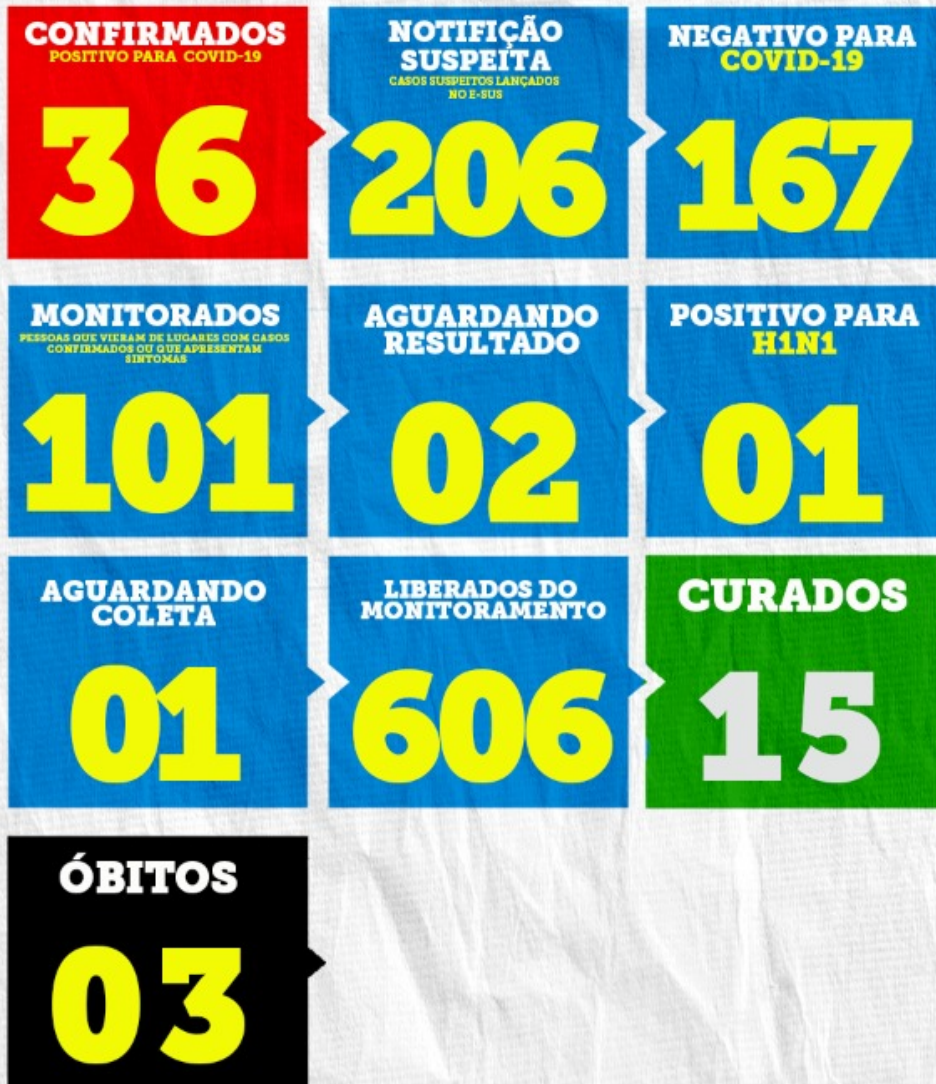 CONFIRMADOS
POSITIVO PARA COVID-19
36
NOTIFIÇÃO
SUSPEITA
CASOS SUSPEITOS LANÇADOS
NO E-SUS
206
NEGATIVO PARA
COVID-19
167
MONITORADOS
PESSOAS QUE VIERAM DE LUGARES COM CASOS
CONFIRMADOS OU QUE APRESENTAM
SINTOMAS
101
AGUARDANDO
RESULTADO
02
POSITIVO PARA
H1N1
01
AGUARDANDO
COLETA
01
LIBERADOS DO
MONITORAMENTO
606
CURADOS
15
ÓBITOS
03